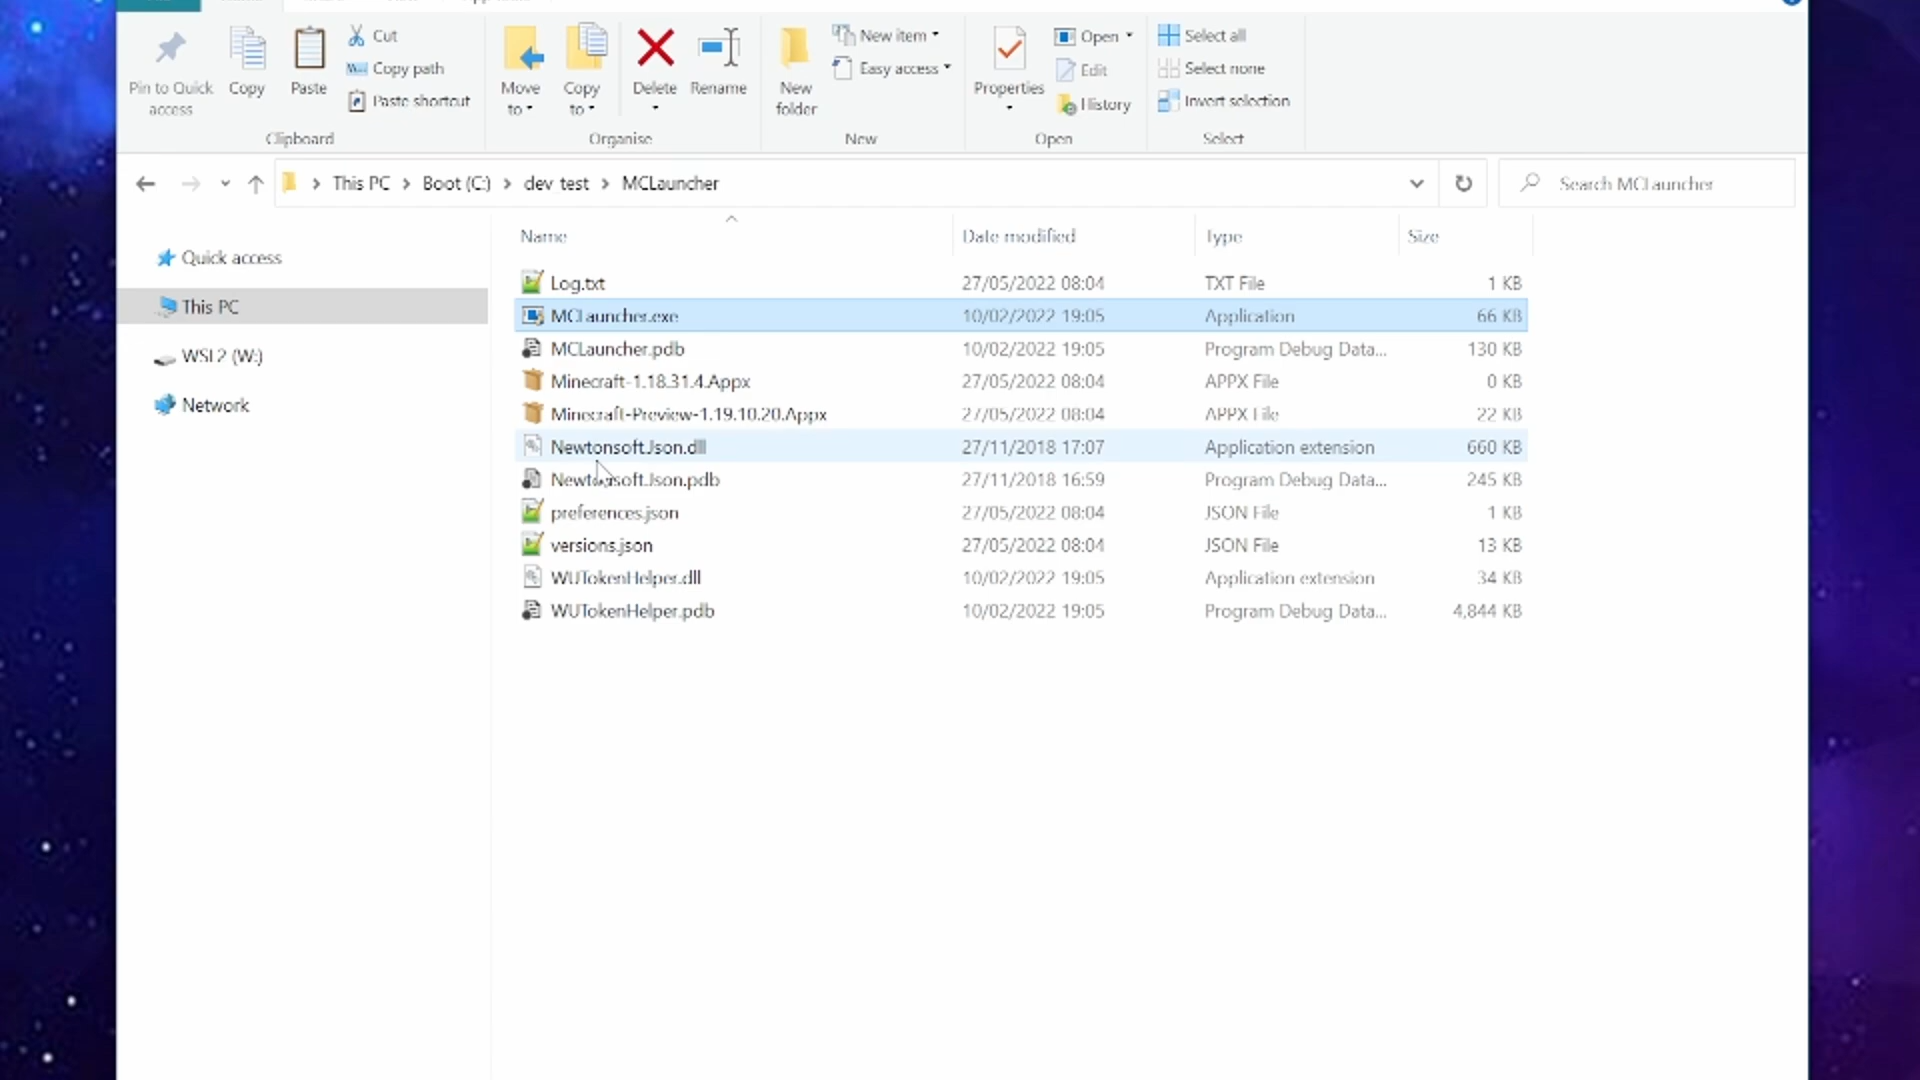 Pin to Quick access
Copy
Paste
Cut
Copy path
Paste shortcut
Clipboard
Move to
Copy to
Delete
Rename
Organise
New folder
New item
Easy access
New
Properties
Open
Edit
History
Open
Select all
Select none
Invert selection
Select
This PC > Boot (C:) > dev test > MCLauncher
Search MCLauncher
Quick access
This PC
WSL2 (W:)
Network
Name Date modified Type Size
Log.txt 27/05/2022 08:04 TXT File 1 KB
MCLauncher.exe 10/02/2022 19:05 Application 66 KB
MCLauncher.pdb 10/02/2022 19:05 Program Debug Data... 130 KB
Minecraft-1.18.31.4.Appx 27/05/2022 08:04 APPX File 0 KB
Minecraft-Preview-1.19.10.20.Appx 27/05/2022 08:04 APPX File 22 KB
Newtonsoft.Json.dll 27/11/2018 17:07 Application extension 660 KB
Newtonsoft.Json.pdb 27/11/2018 16:59 Program Debug Data... 245 KB
preferences.json 27/05/2022 08:04 JSON File 1 KB
versions.json 27/05/2022 08:04 JSON File 13 KB
WUTokenHelper.dll 10/02/2022 19:05 Application extension 34 KB
WUTokenHelper.pdb 10/02/2022 19:05 Program Debug Data... 4,844 KB